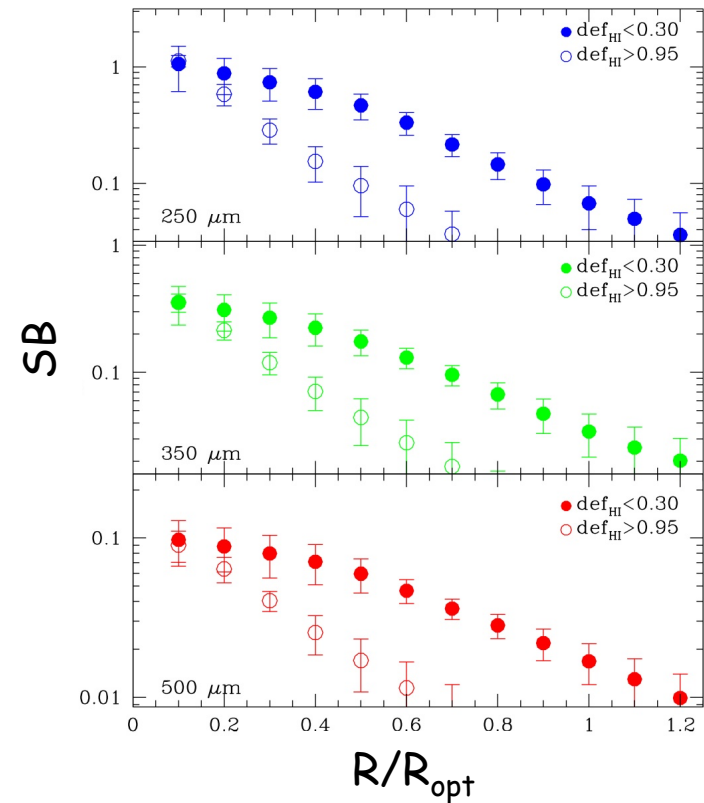 def_HI<0.30
def_HI>0.95
1
0.1
250 μm
1
def_HI<0.30
def_HI>0.95
SB
0.1
350 μm
def_HI<0.30
0.1
def_HI>0.95
0.01
500 μm
0 0.2 0.4 0.6 0.8 1 1.2
R/R_opt